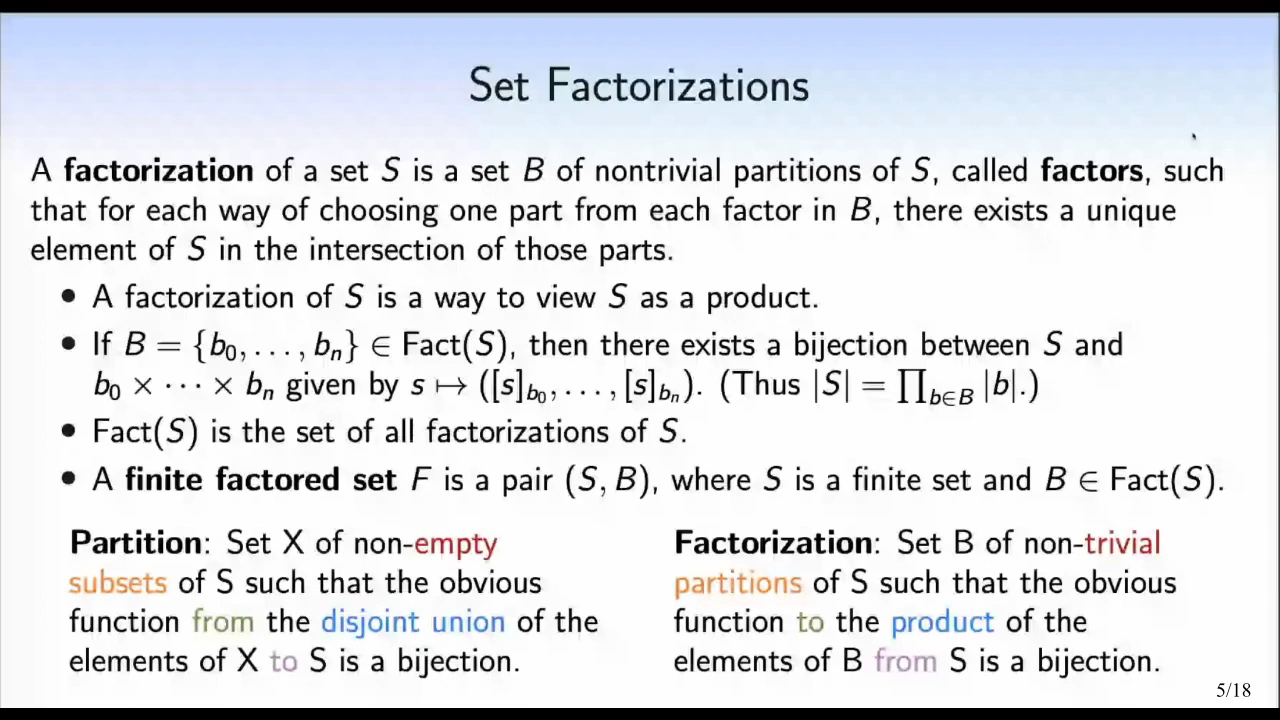 Set Factorizations
A factorization of a set S is a set B of nontrivial partitions of S, called factors, such
that for each way of choosing one part from each factor in B, there exists a unique
element of S in the intersection of those parts.
• A factorization of S is a way to view S as a product.
• If B = {b₀, . . . , bₙ} ∈ Fact(S), then there exists a bijection between S and
b₀ × · · · × bₙ given by s ↦ ([s]_{b₀}, . . . , [s]_{bₙ}). (Thus |S| = ∏_{b∈B} |b|.)
• Fact(S) is the set of all factorizations of S.
• A finite factored set F is a pair (S, B), where S is a finite set and B ∈ Fact(S).
Partition: Set X of non-empty
subsets of S such that the obvious
function from the disjoint union of the
elements of X to S is a bijection.
Factorization: Set B of non-trivial
partitions of S such that the obvious
function to the product of the
elements of B from S is a bijection.
5/18